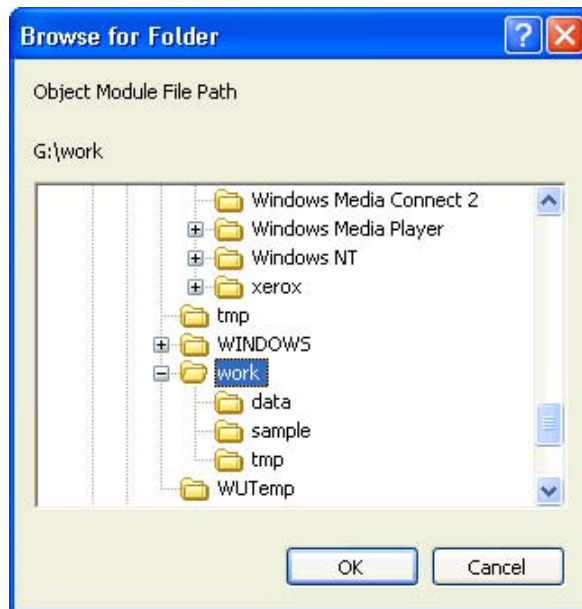 Browse for Folder
Object Module File Path
G:\work
Windows Media Connect 2
Windows Media Player
Windows NT
xerox
tmp
WINDOWS
work
data
sample
tmp
WUTemp
OK Cancel